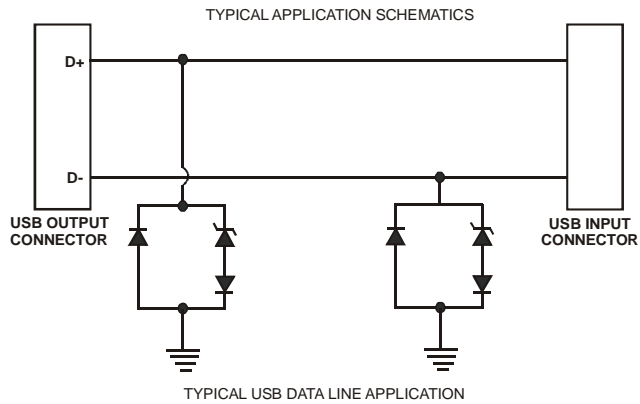 TYPICAL APPLICATION SCHEMATICS
D+
D-
USB OUTPUT
CONNECTOR
USB INPUT
CONNECTOR
TYPICAL USB DATA LINE APPLICATION